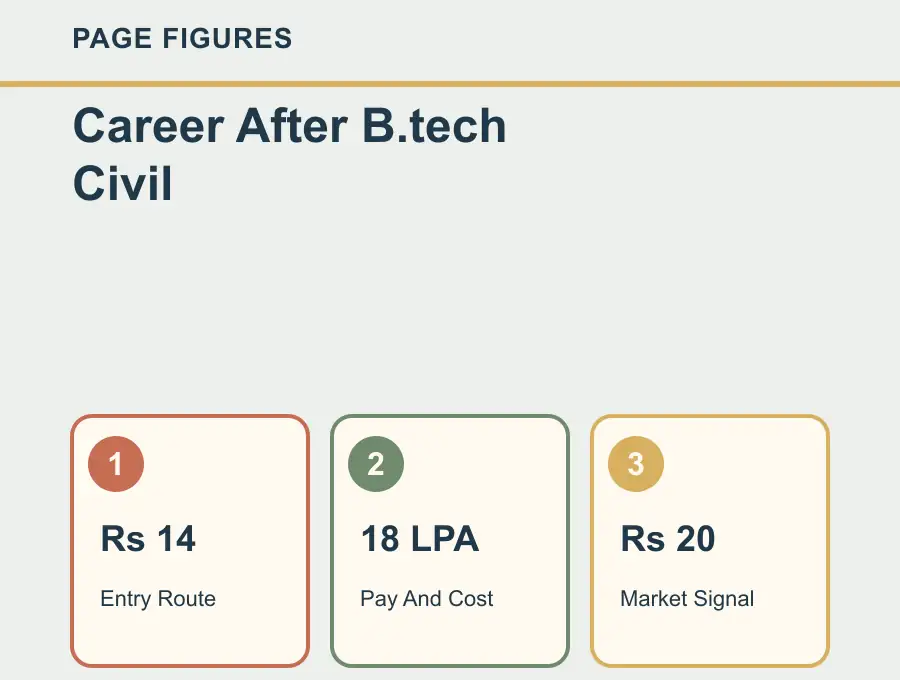 PAGE FIGURES
Career After B.tech
Civil
1
Rs 14
Entry Route
2
18 LPA
Pay And Cost
3
Rs 20
Market Signal